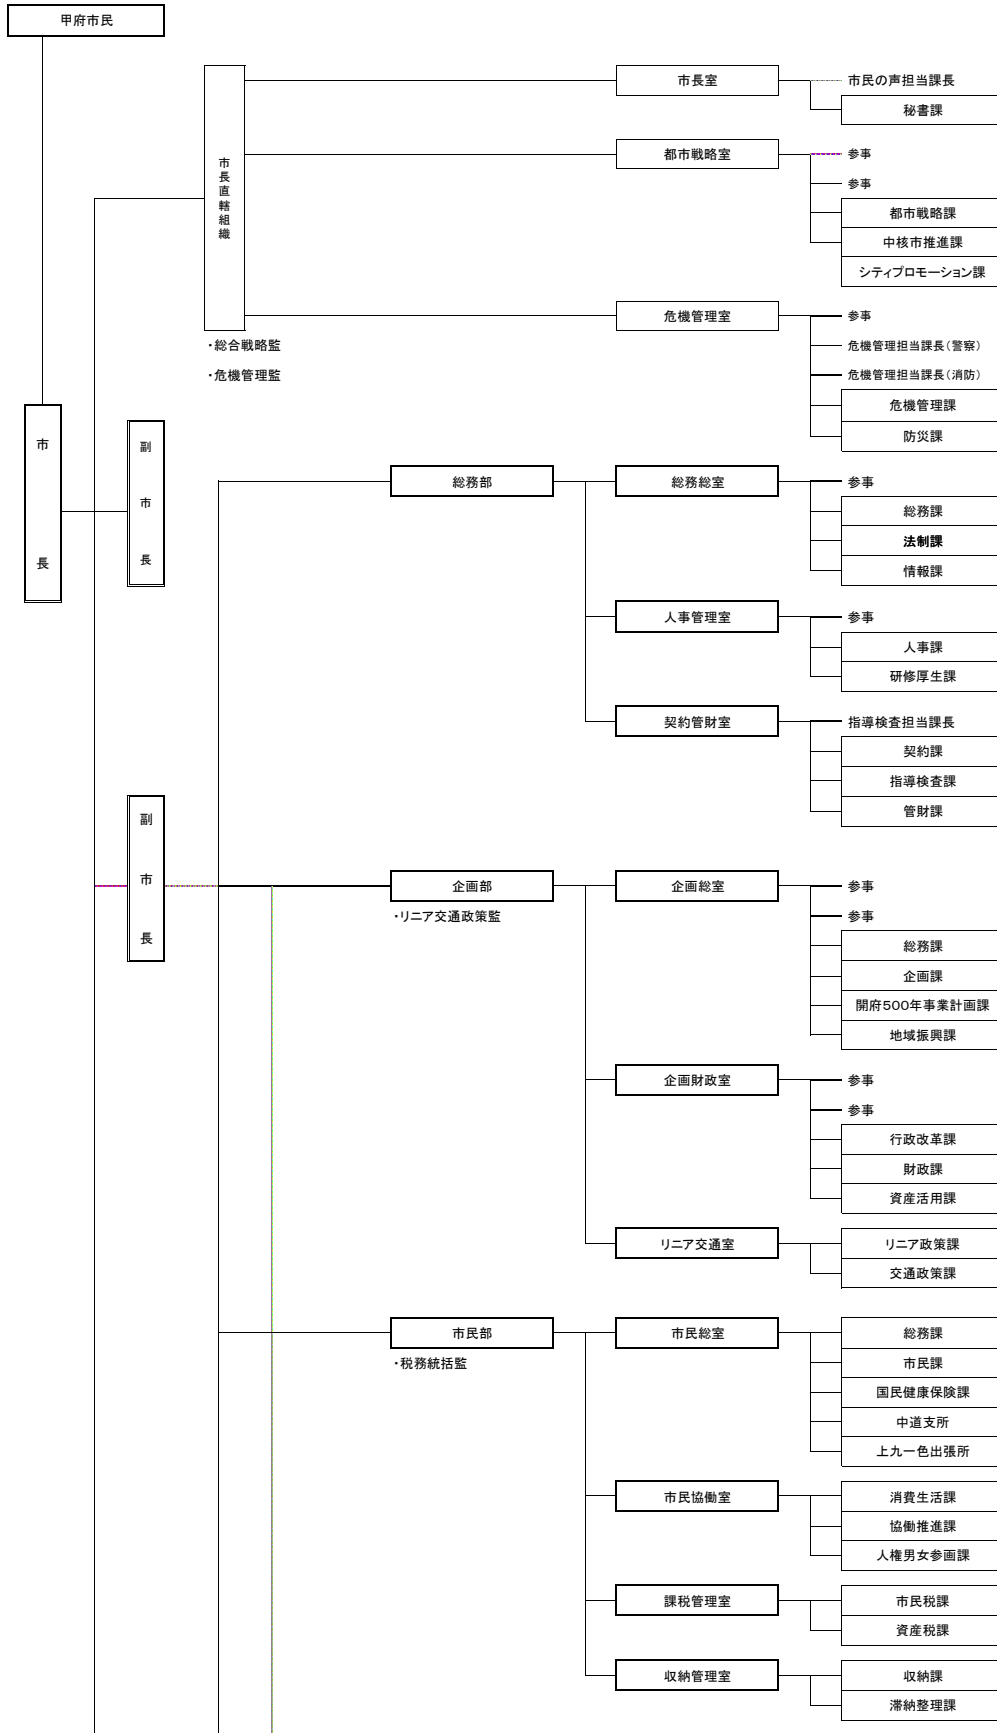 甲府市民
市長直轄組織
・総合戦略監
・危機管理監
市長室
市民の声担当課長
秘書課
都市戦略室
参事
参事
都市戦略課
中核市推進課
シティプロモーション課
危機管理室
参事
危機管理担当課長(警察)
危機管理担当課長(消防)
危機管理課
防災課
市長
副市長
総務部
総務総室
参事
総務課
法制課
情報課
人事管理室
参事
人事課
研修厚生課
契約管財室
指導検査担当課長
契約課
指導検査課
管財課
副市長
企画部
・リニア交通政策監
企画総室
参事
参事
総務課
企画課
開府500年事業計画課
地域振興課
企画財政室
参事
参事
行政改革課
財政課
資産活用課
リニア交通室
リニア政策課
交通政策課
市民部
・税務統括監
市民総室
総務課
市民課
国民健康保険課
中道支所
上九一色出張所
市民協働室
消費生活課
協働推進課
人権男女参画課
課税管理室
市民税課
資産税課
収納管理室
収納課
滞納整理課